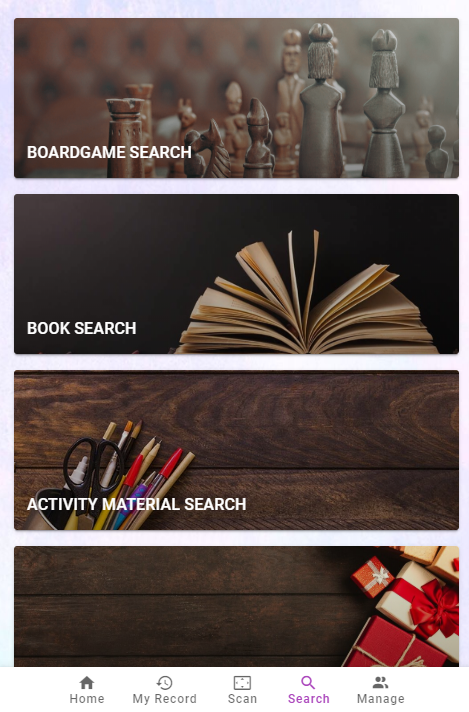 BOARDGAME SEARCH
BOOK SEARCH
ACTIVITY MATERIAL SEARCH
Home My Record Scan Search Manage